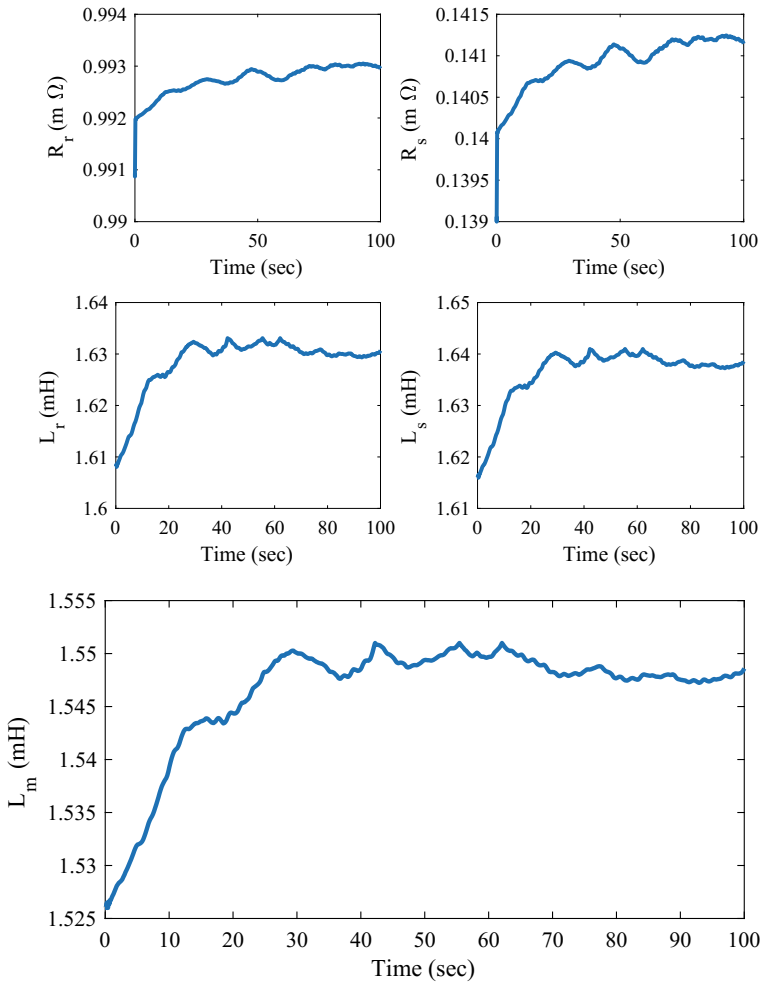 0.994
0.993
0.992
0.991
0.99
R_r (m Ω)
0 50 100
Time (sec)
0.1415
0.141
0.1405
0.14
0.1395
0.139
R_s (m Ω)
0 50 100
Time (sec)
1.64
1.63
1.62
1.61
1.6
L_r (mH)
0 20 40 60 80 100
Time (sec)
1.65
1.64
1.63
1.62
1.61
L_s (mH)
0 20 40 60 80 100
Time (sec)
1.555
1.55
1.545
1.54
1.535
1.53
1.525
L_m (mH)
0 10 20 30 40 50 60 70 80 90 100
Time (sec)